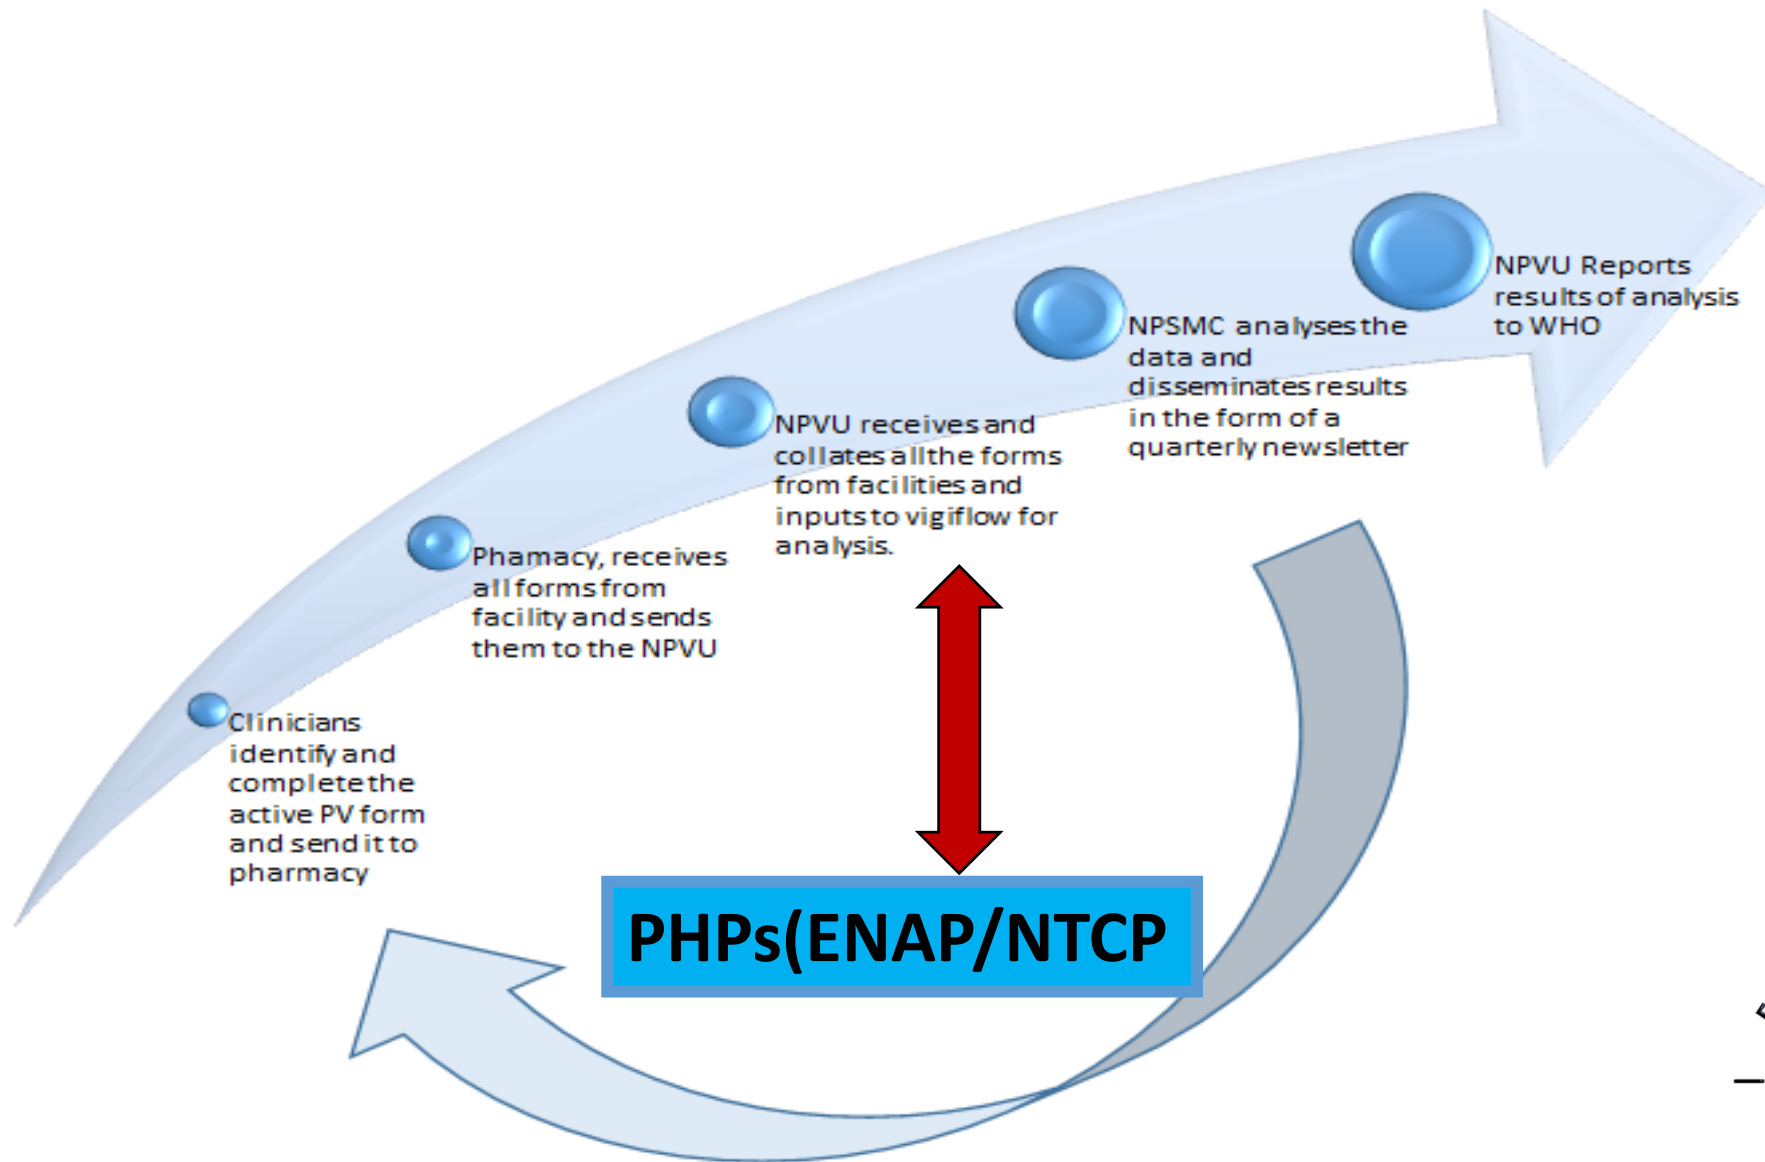 Clinicians
identify and
complete the
active PV form
and send it to
pharmacy
Phamacy, receives
all forms from
facility and sends
them to the NPVU
NPVU receives and
collates all the forms
from facilities and
inputs to vigiflow for
analysis.
NPSMC analyses the
data and
disseminates results
in the form of a
quarterly newsletter
NPVU Reports
results of analysis
to WHO
PHPs(ENAP/NTCP